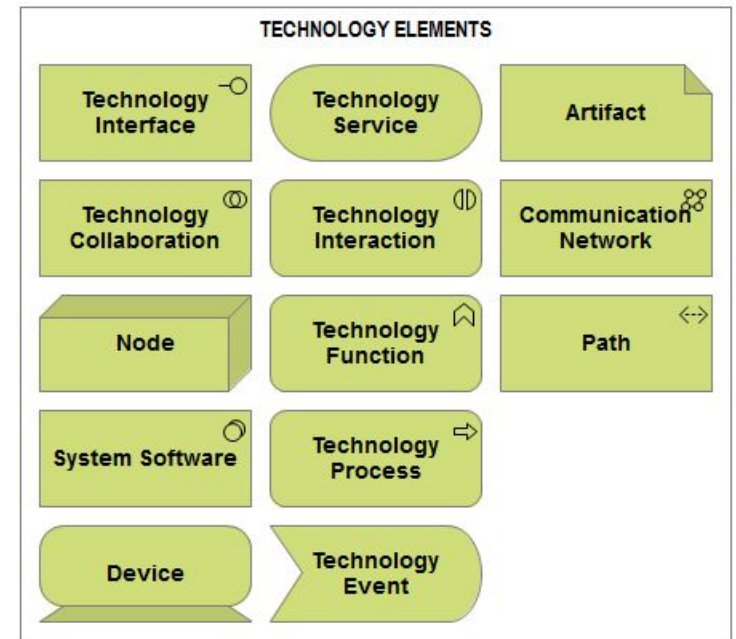 TECHNOLOGY ELEMENTS
Technology
Interface
Technology
Service
Artifact
Technology
Collaboration
Technology
Interaction
Communication
Network
Node
Technology
Function
Path
System Software
Technology
Process
Device
Technology
Event